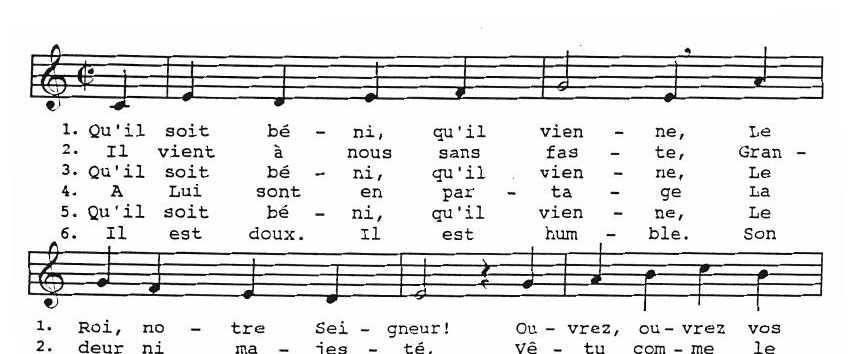 1. Qu'il soit bé - ni, qu'il vien - ne, Le
2. Il vient à nous sans fas - te, Gran -
3. Qu'il soit bé - ni, qu'il vien - ne, Le
4. A Lui sont en par - ta - ge La
5. Qu'il soit bé - ni, qu'il vien - ne, Le
6. Il est doux. Il est hum - ble. Son
1. Roi, no - tre Sei - gneur! Ou - vrez, ou - vrez vos
2. deur ni ma - jes - té, Vê - tu com - me le